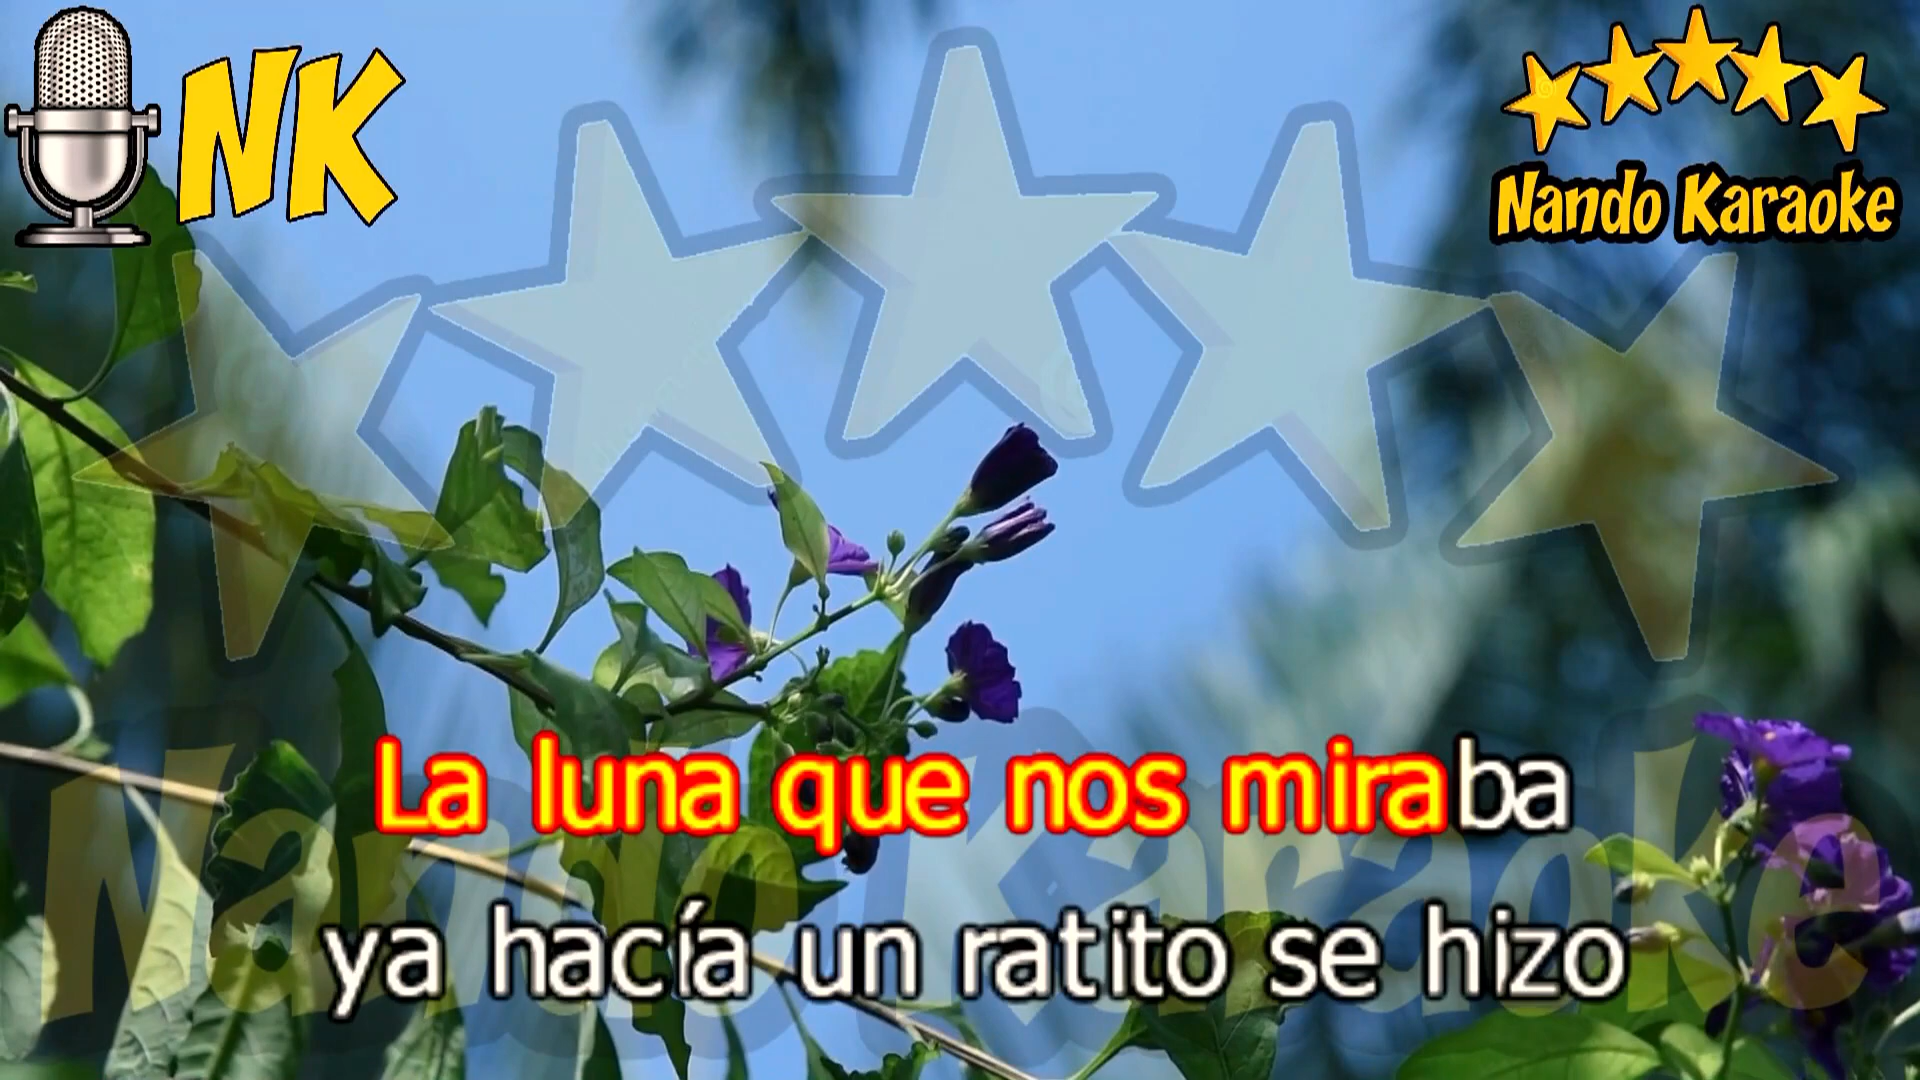 NK
Nando Karaoke
Nando Karaoke
La luna que nos miraba
ya hacía un ratito se hizo